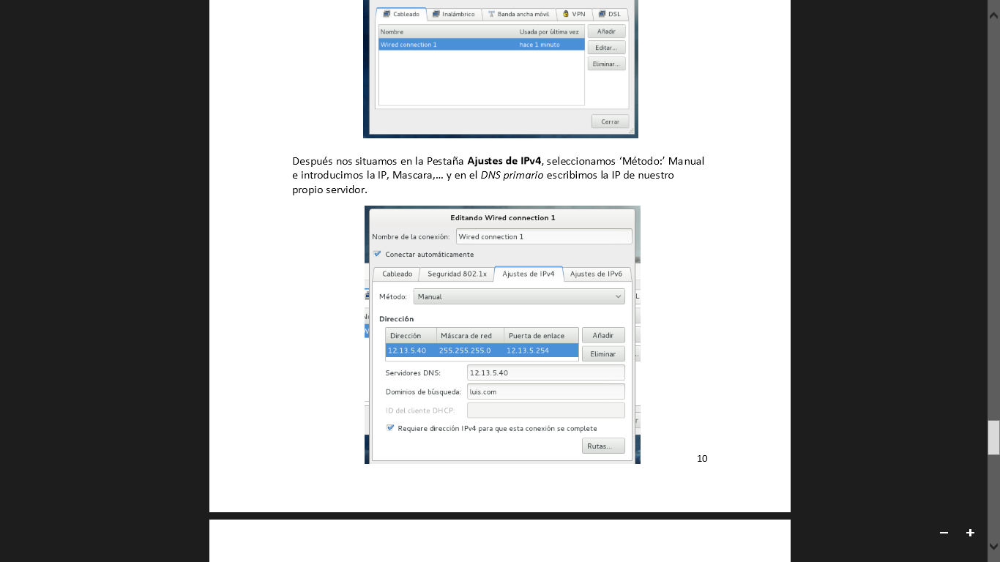 Cableado Inalámbrico Banda ancha móvil VPN DSL
Nombre Usada por última vez Añadir
Wired connection 1 hace 1 minuto Editar...
Eliminar...
Cerrar
Después nos situamos en la Pestaña Ajustes de IPv4, seleccionamos ‘Método:’ Manual
e introducimos la IP, Mascara,... y en el DNS primario escribimos la IP de nuestro
propio servidor.
Editando Wired connection 1
Nombre de la conexión: Wired connection 1
Conectar automáticamente
Cableado Seguridad 802.1x Ajustes de IPv4 Ajustes de IPv6
Método: Manual
Dirección
Dirección Máscara de red Puerta de enlace Añadir
12.13.5.40 255.255.255.0 12.13.5.254 Eliminar
Servidores DNS: 12.13.5.40
Dominios de búsqueda: luis.com
ID del cliente DHCP:
Requiere dirección IPv4 para que esta conexión se complete
Rutas...
10